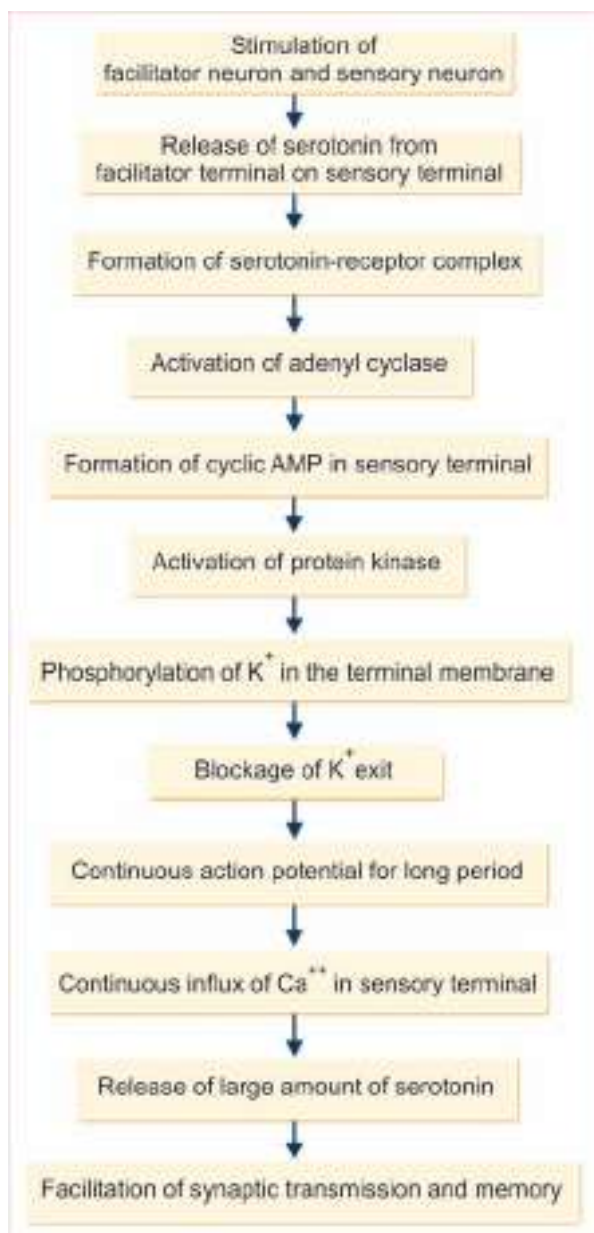 Stimulation of
facilitator neuron and sensory neuron
Release of serotonin from
facilitator terminal on sensory terminal
Formation of serotonin-receptor complex
Activation of adenyl cyclase
Formation of cyclic AMP in sensory terminal
Activation of protein kinase
Phosphorylation of K⁺ in the terminal membrane
Blockage of K⁺ exit
Continuous action potential for long period
Continuous influx of Ca⁺⁺ in sensory terminal
Release of large amount of serotonin
Facilitation of synaptic transmission and memory